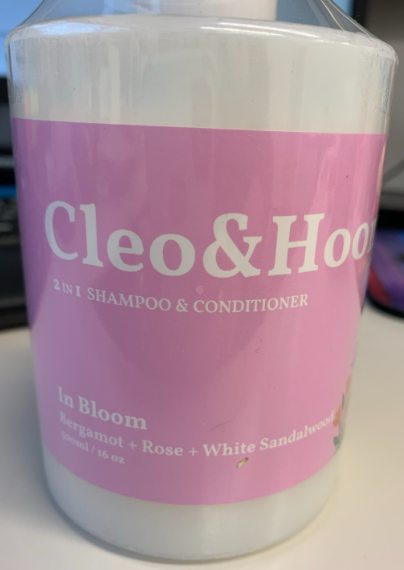 Cleo&Hoo
2 IN 1 SHAMPOO & CONDITIONER
In Bloom
Bergamot + Rose + White Sandalwood
500ml / 16 oz